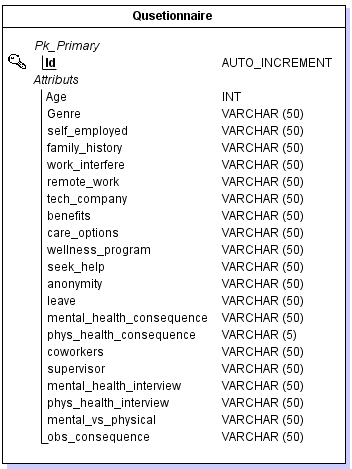 Qusetionnaire
Pk_Primary
Id AUTO_INCREMENT
Attributs
Age INT
Genre VARCHAR (50)
self_employed VARCHAR (50)
family_history VARCHAR (50)
work_interfere VARCHAR (50)
remote_work VARCHAR (50)
tech_company VARCHAR (50)
benefits VARCHAR (50)
care_options VARCHAR (50)
wellness_program VARCHAR (50)
seek_help VARCHAR (50)
anonymity VARCHAR (50)
leave VARCHAR (50)
mental_health_consequence VARCHAR (50)
phys_health_consequence VARCHAR (5)
coworkers VARCHAR (50)
supervisor VARCHAR (50)
mental_health_interview VARCHAR (50)
phys_health_interview VARCHAR (50)
mental_vs_physical VARCHAR (50)
obs_consequence VARCHAR (50)